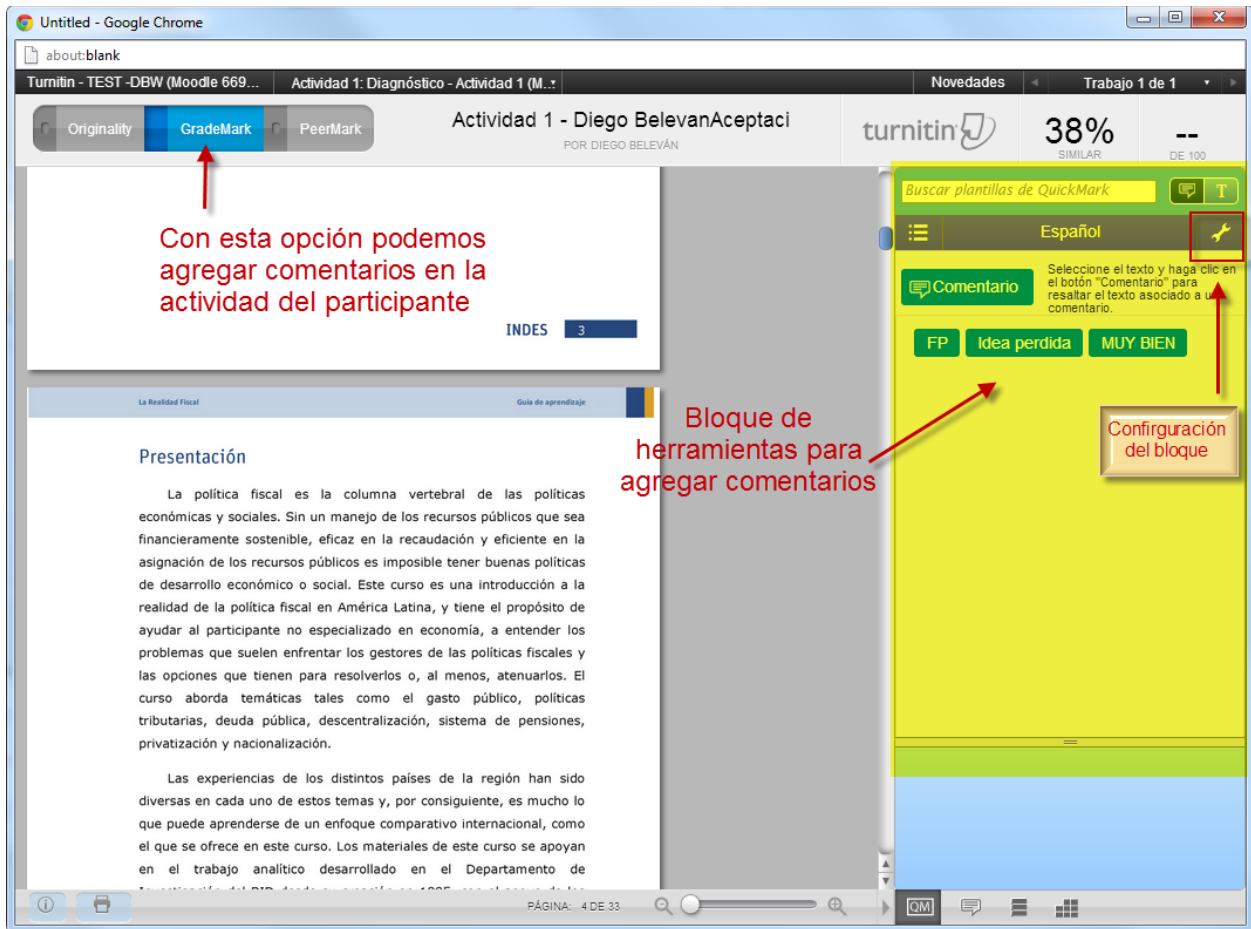 Untitled - Google Chrome
about:blank
Turnitin - TEST -DBW (Moodle 669...
Actividad 1: Diagnóstico - Actividad 1 (M...
Novedades
Trabajo 1 de 1
Originality
GradeMark
PeerMark
Actividad 1 - Diego BelevanAceptaci
POR DIEGO BELEVÁN
turnitin
38%
SIMILAR
--
DE 100
Con esta opción podemos
agregar comentarios en la
actividad del participante
INDES 3
La Realidad Fiscal
Guía de aprendizaje
Presentación
La política fiscal es la columna vertebral de las políticas
económicas y sociales. Sin un manejo de los recursos públicos que sea
financieramente sostenible, eficaz en la recaudación y eficiente en la
asignación de los recursos públicos es imposible tener buenas políticas
de desarrollo económico o social. Este curso es una introducción a la
realidad de la política fiscal en América Latina, y tiene el propósito de
ayudar al participante no especializado en economía, a entender los
problemas que suelen enfrentar los gestores de las políticas fiscales y
las opciones que tienen para resolverlos o, al menos, atenuarlos. El
curso aborda temáticas tales como el gasto público, políticas
tributarias, deuda pública, descentralización, sistema de pensiones,
privatización y nacionalización.
Las experiencias de los distintos países de la región han sido
diversas en cada uno de estos temas y, por consiguiente, es mucho lo
que puede aprenderse de un enfoque comparativo internacional, como
el que se ofrece en este curso. Los materiales de este curso se apoyan
en el trabajo analítico desarrollado en el Departamento de
Bloque de
herramientas para
agregar comentarios
Buscar plantillas de QuickMark
T
Español
Comentario
Seleccione el texto y haga clic en
el botón "Comentario" para
resaltar el texto asociado a u
comentario.
FP
Idea perdida
MUY BIEN
Confirguración
del bloque
PÁGINA: 4 DE 33
QM